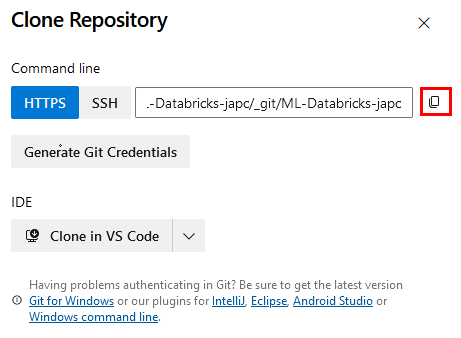 Clone Repository
Command line
HTTPS SSH .-Databricks-japc/_git/ML-Databricks-japc
Generate Git Credentials
IDE
Clone in VS Code
Having problems authenticating in Git? Be sure to get the latest version
Git for Windows or our plugins for IntelliJ, Eclipse, Android Studio or
Windows command line.